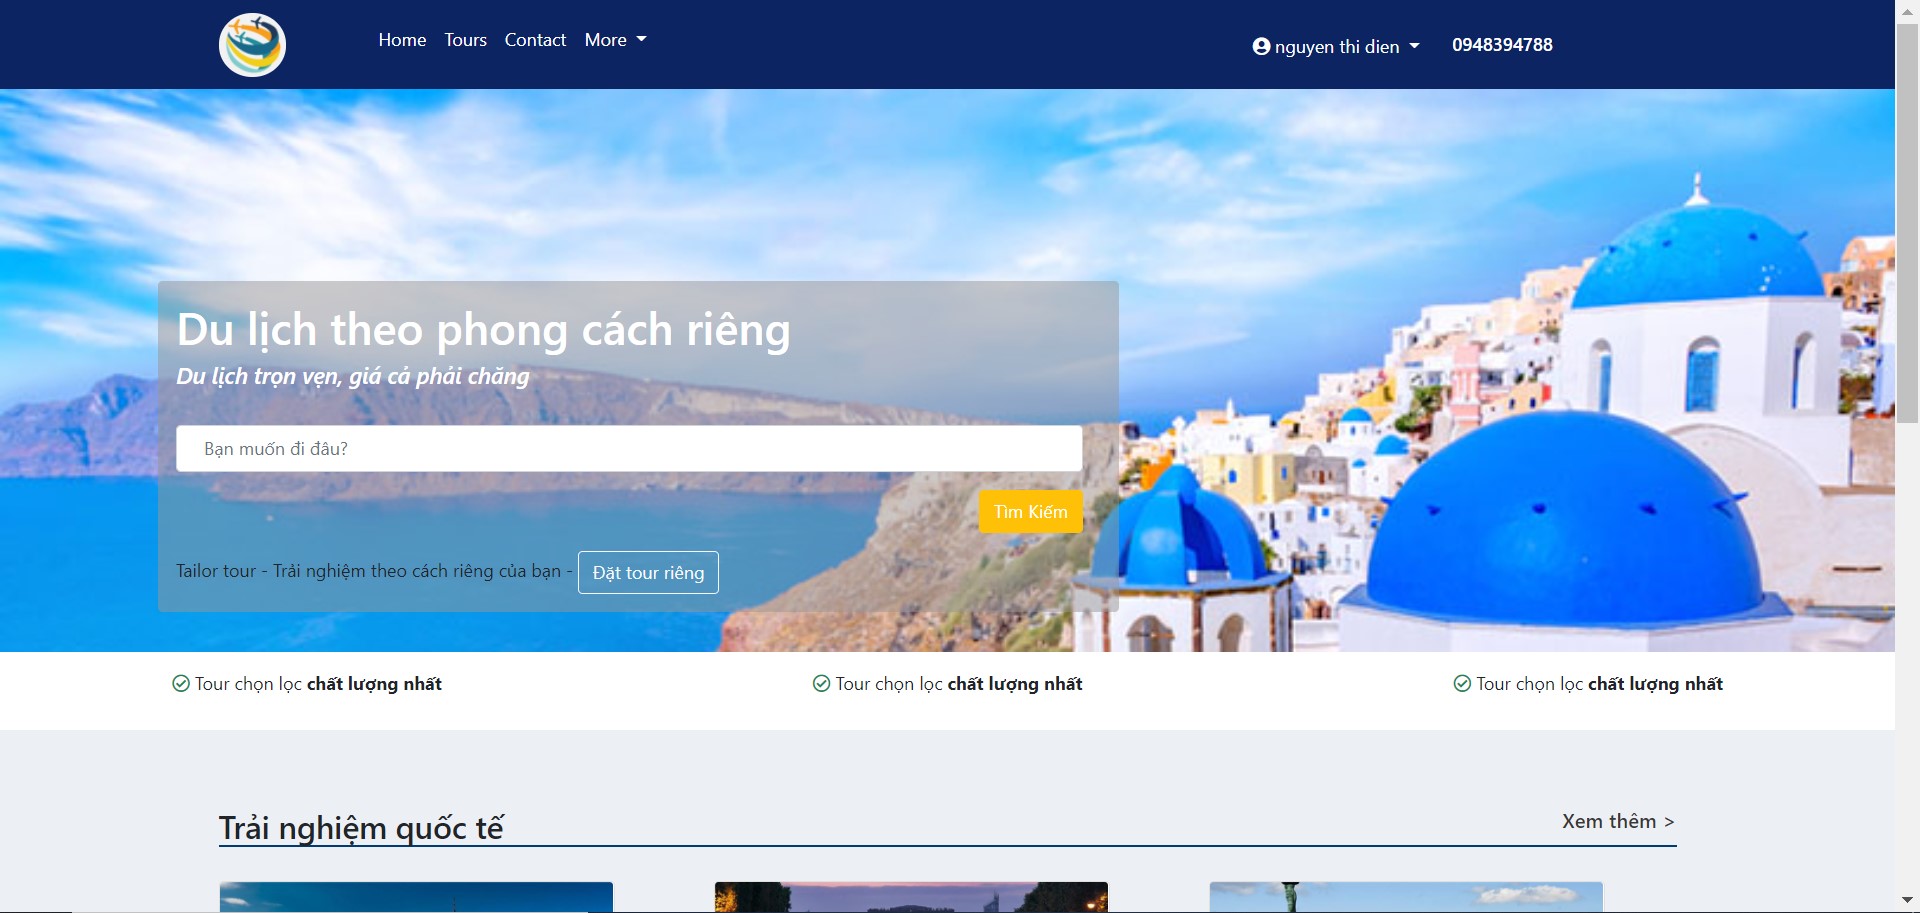 Home Tours Contact More nguyen thi dien 0948394788
Du lịch theo phong cách riêng
Du lịch trọn vẹn, giá cả phải chăng
Bạn muốn đi đâu?
Tìm Kiếm
Tailor tour - Trải nghiệm theo cách riêng của bạn - Đặt tour riêng
Tour chọn lọc chất lượng nhất Tour chọn lọc chất lượng nhất Tour chọn lọc chất lượng nhất
Trải nghiệm quốc tế Xem thêm >